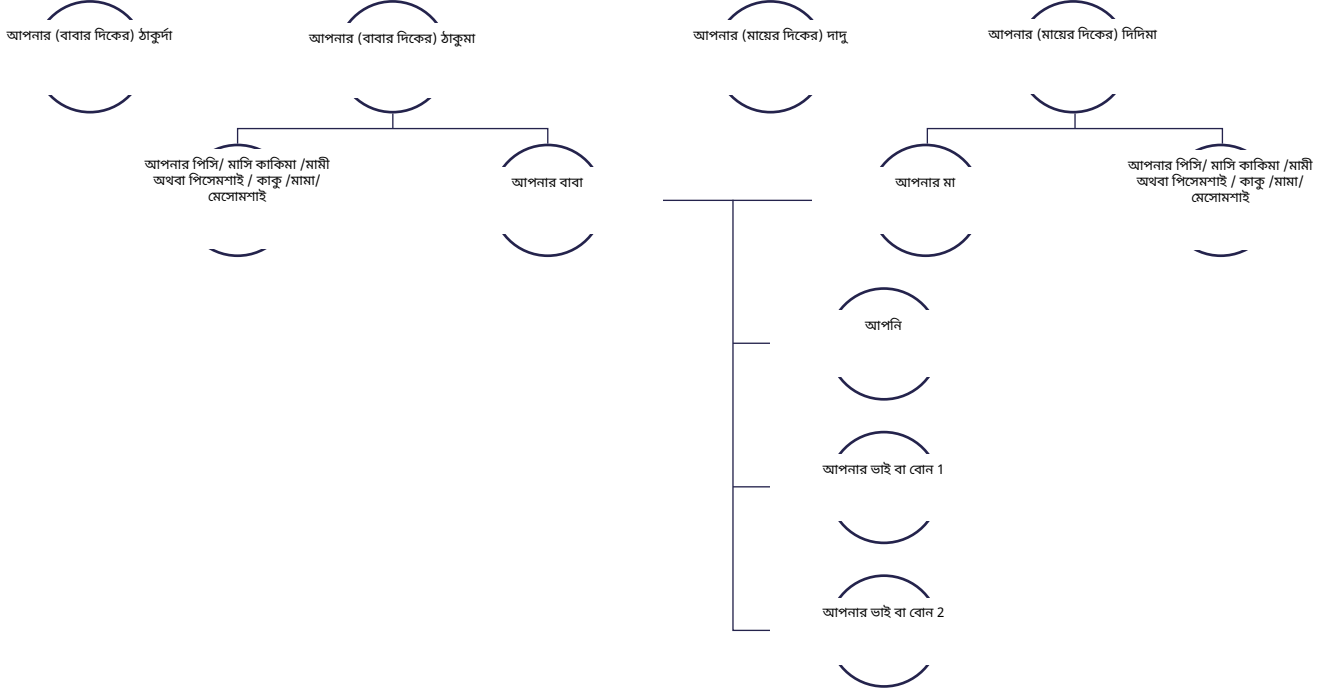 আপনার (বাবার দিকের) ঠাকুর্দা
আপনার (বাবার দিকের) ঠাকুমা
আপনার (মায়ের দিকের) দাদু
আপনার (মায়ের দিকের) দিদিমা
আপনার পিসি/ মাসি কাকিমা /মামী
অথবা পিসেমশাই / কাকু /মামা/
মেসোমশাই
আপনার বাবা
আপনার মা
আপনার পিসি/ মাসি কাকিমা /মামী
অথবা পিসেমশাই / কাকু /মামা/
মেসোমশাই
আপনি
আপনার ভাই বা বোন 1
আপনার ভাই বা বোন 2